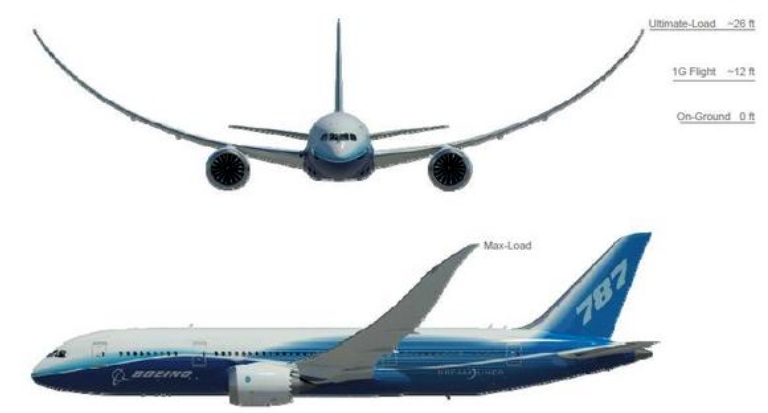 Ultimate-Load ~26 ft
1G Flight ~12 ft
On-Ground 0 ft
Max-Load
787
BOEING
DREAMLINER